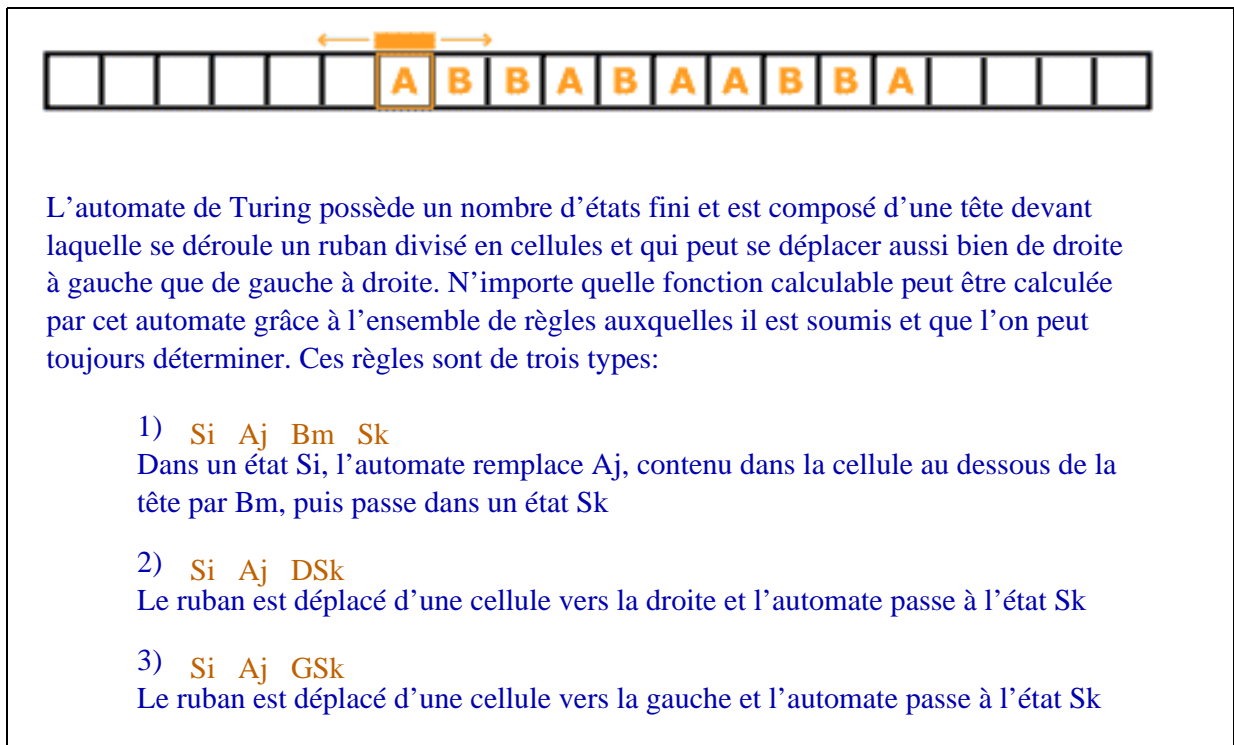 A B B A B A A B B A
L’automate de Turing possède un nombre d’états fini et est composé d’une tête devant
laquelle se déroule un ruban divisé en cellules et qui peut se déplacer aussi bien de droite
à gauche que de gauche à droite. N’importe quelle fonction calculable peut être calculée
par cet automate grâce à l’ensemble de règles auxquelles il est soumis et que l’on peut
toujours déterminer. Ces règles sont de trois types:
1) Si Aj Bm Sk
Dans un état Si, l’automate remplace Aj, contenu dans la cellule au dessous de la
tête par Bm, puis passe dans un état Sk
2) Si Aj DSk
Le ruban est déplacé d’une cellule vers la droite et l’automate passe à l’état Sk
3) Si Aj GSk
Le ruban est déplacé d’une cellule vers la gauche et l’automate passe à l’état Sk